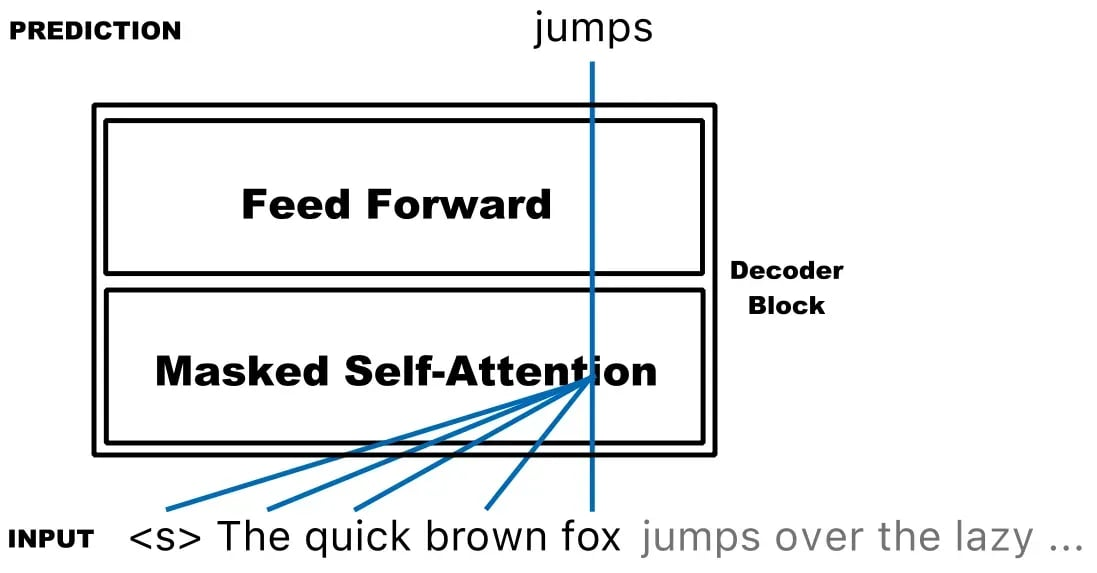 PREDICTION jumps
Feed Forward
Decoder
Block
Masked Self-Attention
INPUT <s> The quick brown fox jumps over the lazy ...